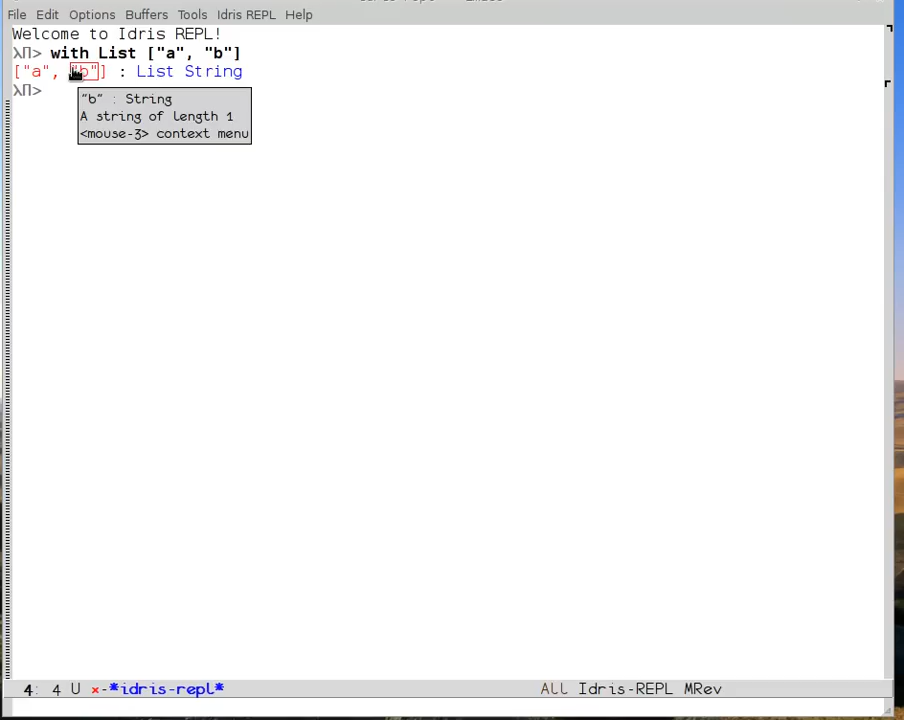 File Edit Options Buffers Tools Idris REPL Help
Welcome to Idris REPL!
λΠ> with List ["a", "b"]
["a", "b"] : List String
λΠ>
"b" : String
A string of length 1
<mouse-3> context menu
4: 4 U ×-*idris-repl* All Idris-REPL MRev